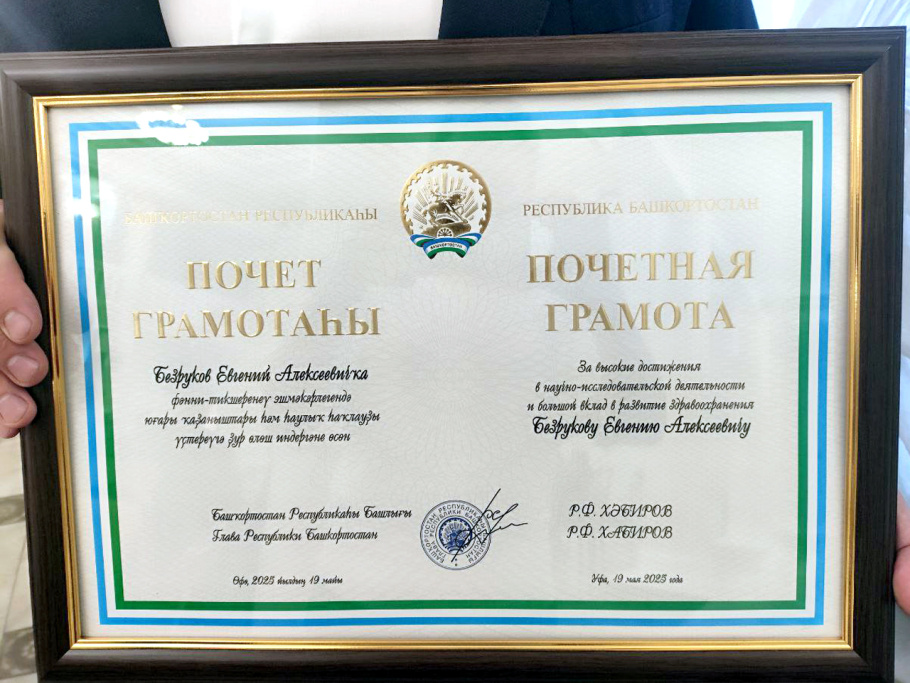 БАШҠОРТОСТАН РЕСПУБЛИКАҺЫ
ПОЧЕТ
ГРАМОТАҺЫ
Безруков Евгений Алексеевичҡа
фәнни-тикшеренеү эшмәкәрлегендә
юғары ҡаҙаныштары һәм һаулыҡ һаҡлауҙы
үҫтереүгә ҙур өлөш индергәне өсөн
БАШКОРТОСТАН
РЕСПУБЛИКА БАШКОРТОСТАН
ПОЧЕТНАЯ
ГРАМОТА
За высокие достижения
в научно-исследовательской деятельности
и большой вклад в развитие здравоохранения
Безрукову Евгению Алексеевичу
Башҡортостан Республикаһы Башлығы
Глава Республики Башкортостан
Р.Ф. ХӘБИРОВ
Р.Ф. ХАБИРОВ
Өфө, 2025 йылдың 19 майы
Уфа, 19 мая 2025 года